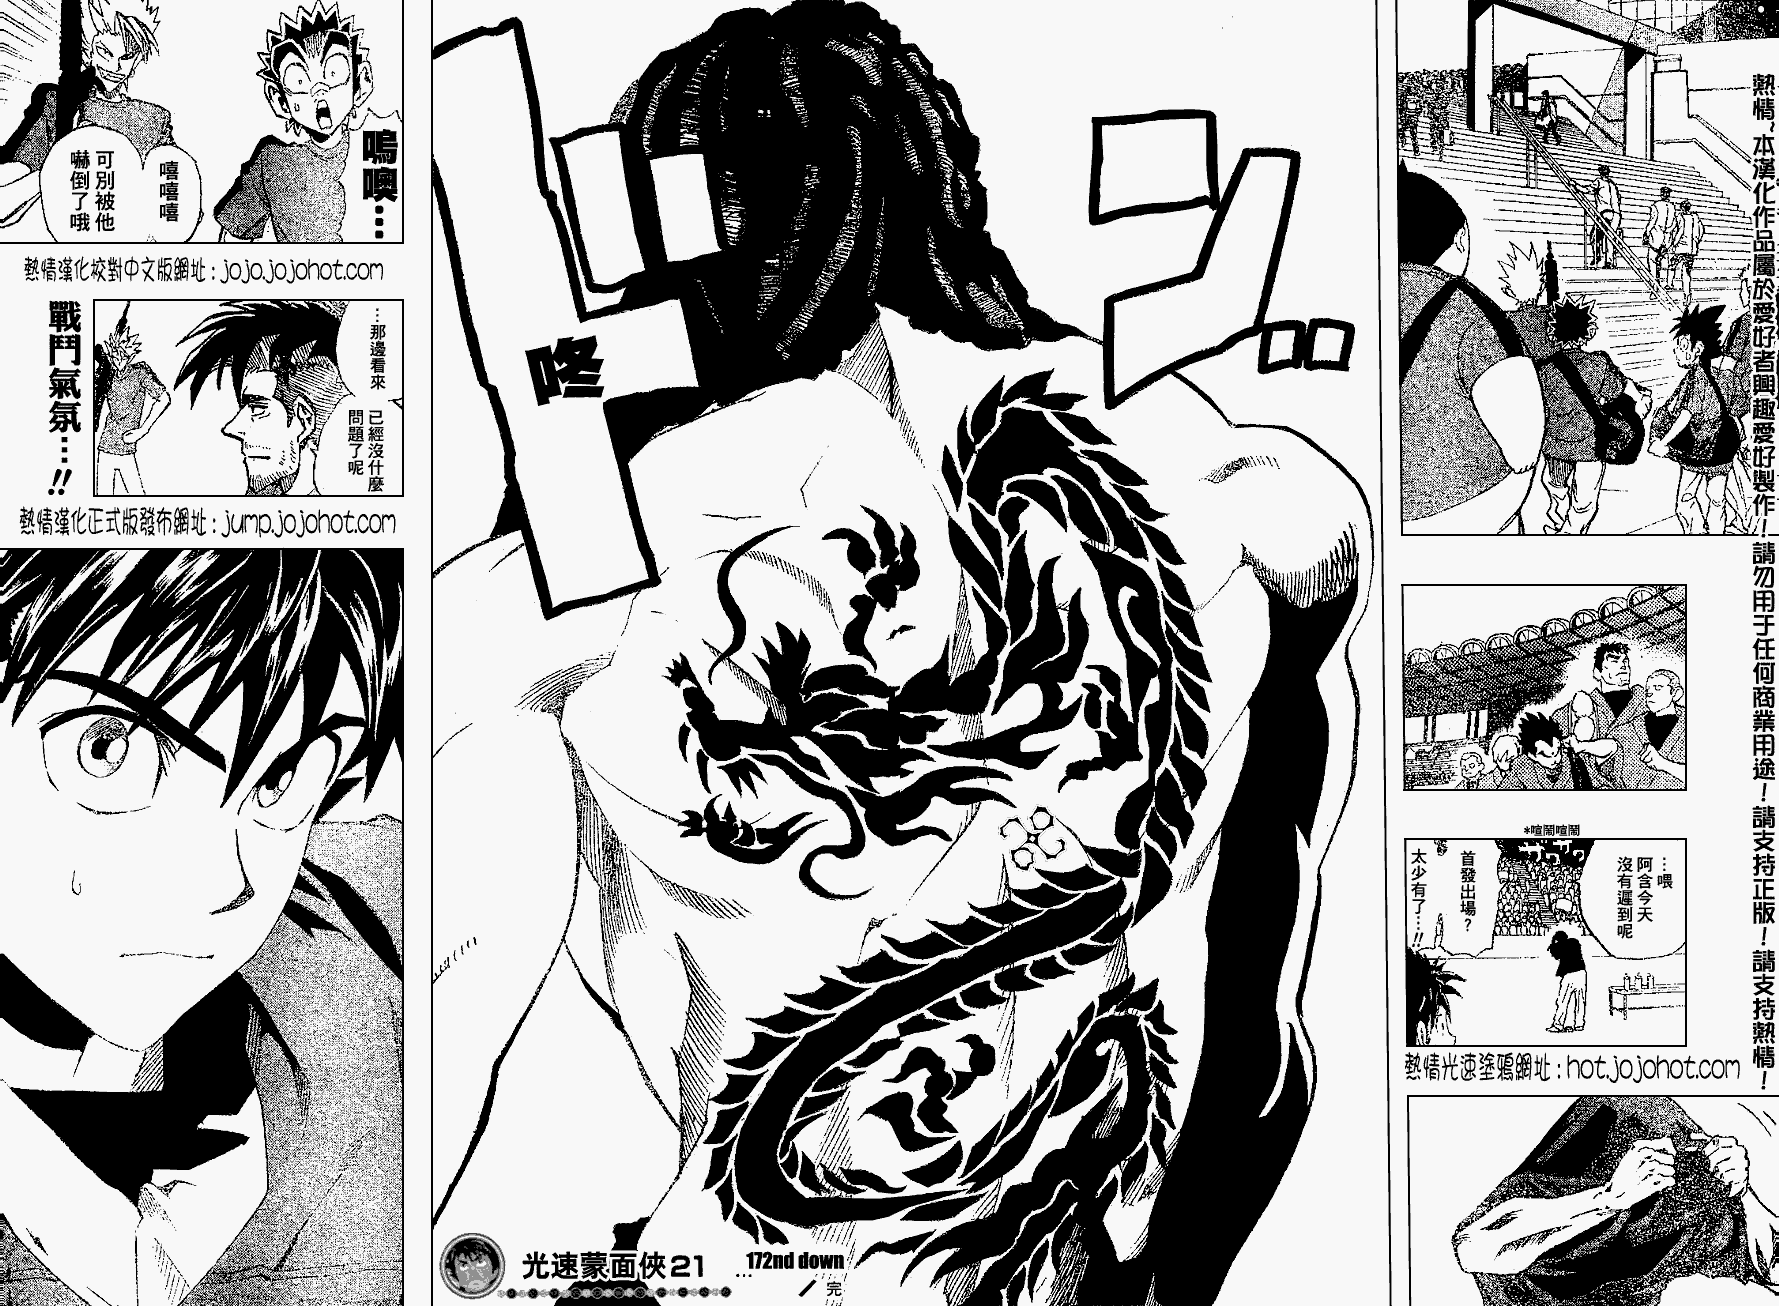 熱情，本漢化作品屬於愛好者興趣愛好製作！請勿用于任何商業用途！請支持正版！請支持熱情！
*喧鬧喧鬧
…喂
阿含今天
沒有遲到呢
首發出場？
太少有了…!!
熱情光速塗鴉網址：hot.jojohot.com
ドドン
咚
光速蒙面俠21
…172nd down
／完
嗚噢…
嘻嘻嘻
可別被他
嚇倒了哦
熱情漢化校對中文版網址：jojo.jojohot.com
…那邊看來
已經沒什麼
問題了呢
戰鬥氣氛…!!
熱情漢化正式版發布網址：jump.jojohot.com